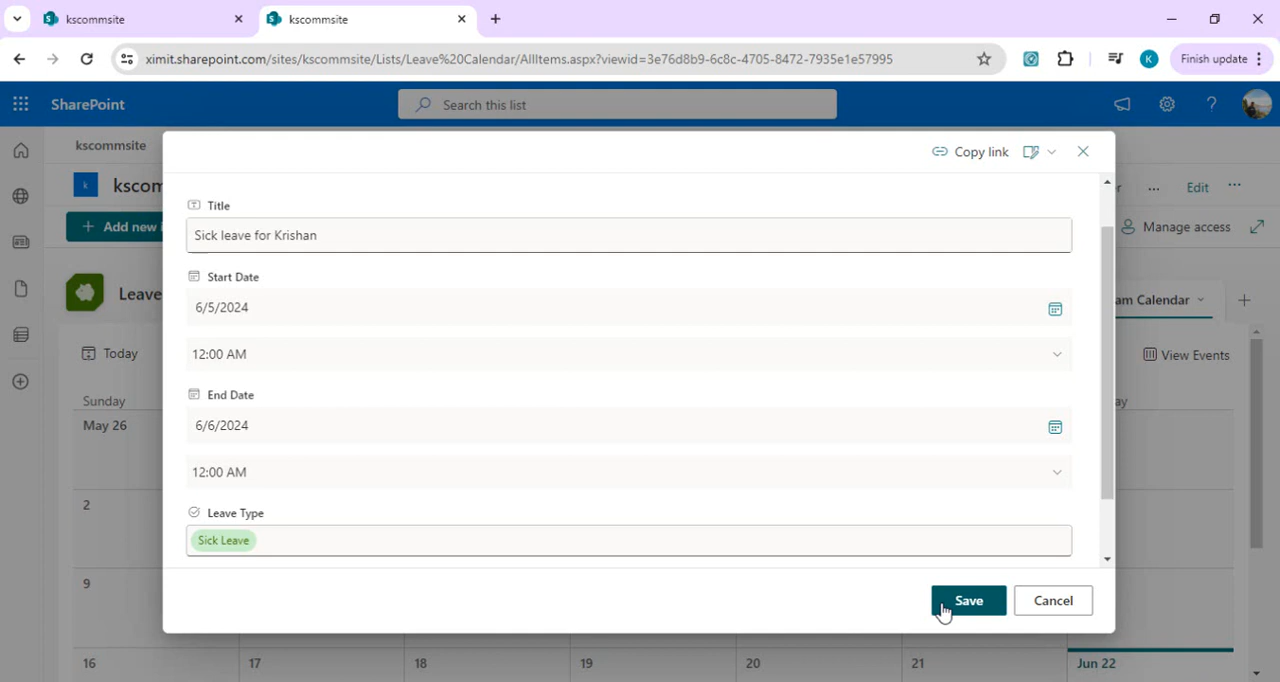 kscommsite
kscommsite
ximit.sharepoint.com/sites/kscommsite/Lists/Leave%20Calendar/AllItems.aspx?viewid=3e76d8b9-6c8c-4705-8472-7935e1e57995
K
Finish update
SharePoint
Search this list
?
kscommsite
Copy link
k
kscom
Edit
Add new i
Manage access
Title
Sick leave for Krishan
Start Date
6/5/2024
Leave
am Calendar
Today
12:00 AM
View Events
End Date
Sunday
ay
May 26
6/6/2024
12:00 AM
2
Leave Type
Sick Leave
9
Save
Cancel
16
17
18
19
20
21
Jun 22